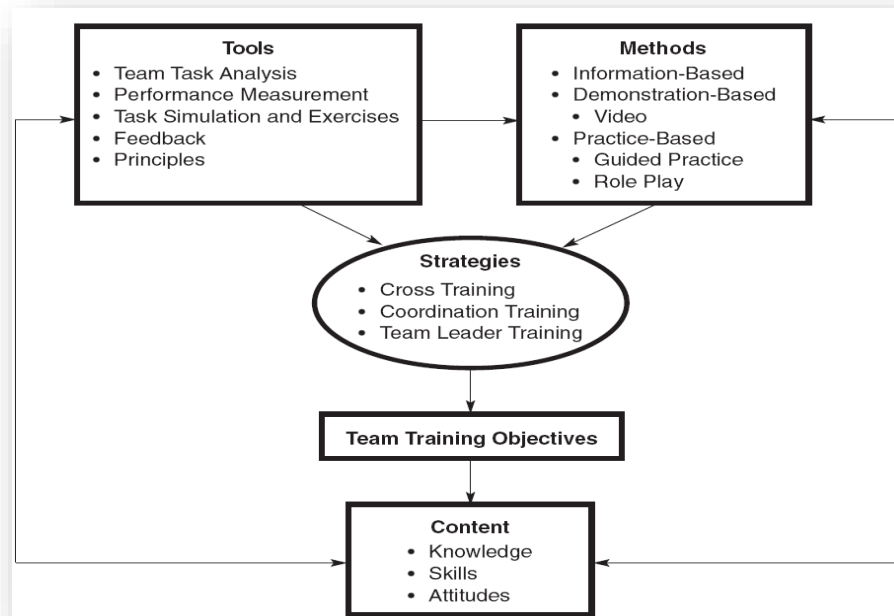 Tools
• Team Task Analysis
• Performance Measurement
• Task Simulation and Exercises
• Feedback
• Principles
Methods
• Information-Based
• Demonstration-Based
• Video
• Practice-Based
• Guided Practice
• Role Play
Strategies
• Cross Training
• Coordination Training
• Team Leader Training
Team Training Objectives
Content
• Knowledge
• Skills
• Attitudes